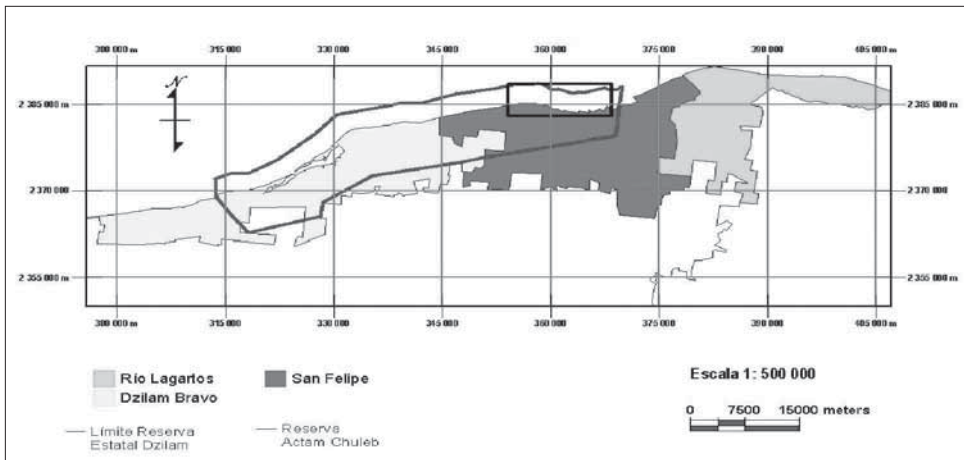 300 000 m 315 000 330 000 345 000 360 000 375 000 390 000 405 000 m
N
2 385 000 m 2 385 000 m
2 370 000 2 370 000
2 355 000 m 2 355 000 m
300 000 m 315 000 330 000 345 000 360 000 375 000 390 000 405 000 m
Río Lagartos
Dzilam Bravo
San Felipe
Límite Reserva
Estatal Dzilam
Reserva
Actam Chuleb
Escala 1: 500 000
0 7500 15000 meters